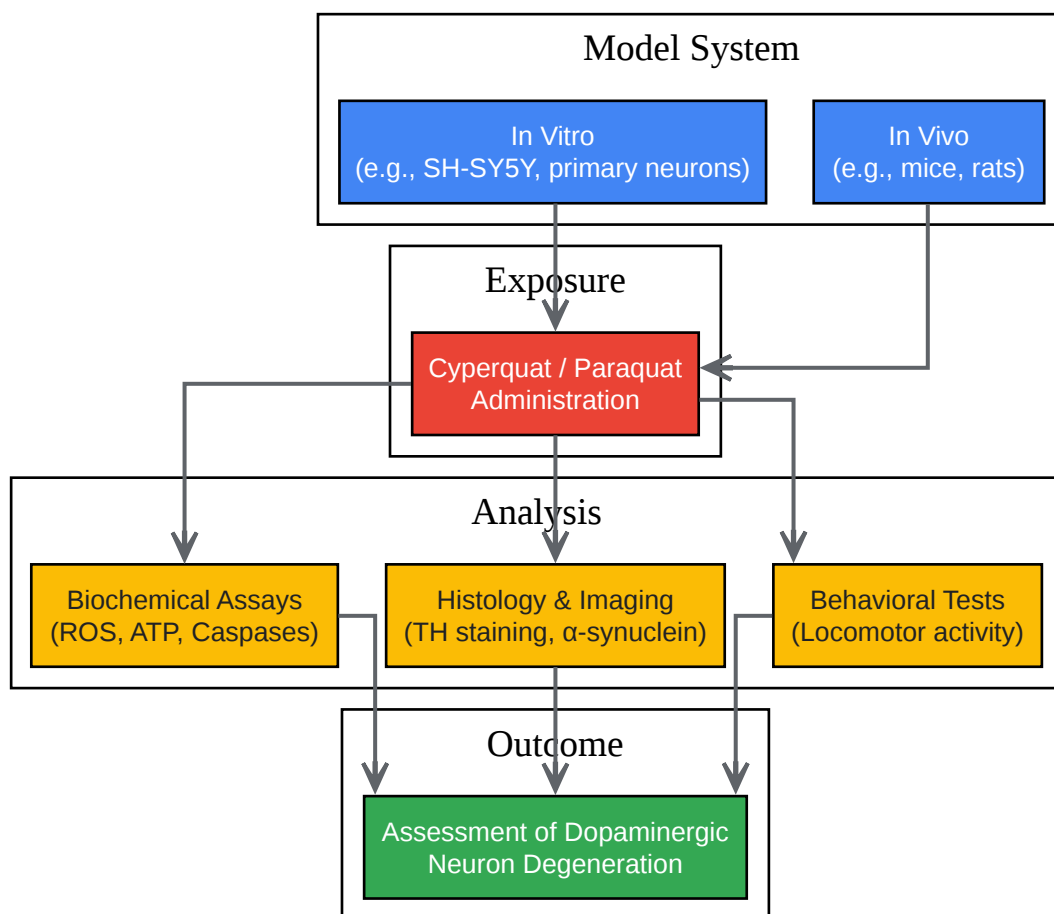 Model System
In Vitro
(e.g., SH-SY5Y, primary neurons)
In Vivo
(e.g., mice, rats)
Exposure
Cyperquat / Paraquat
Administration
Analysis
Biochemical Assays
(ROS, ATP, Caspases)
Histology & Imaging
(TH staining, α-synuclein)
Behavioral Tests
(Locomotor activity)
Outcome
Assessment of Dopaminergic
Neuron Degeneration